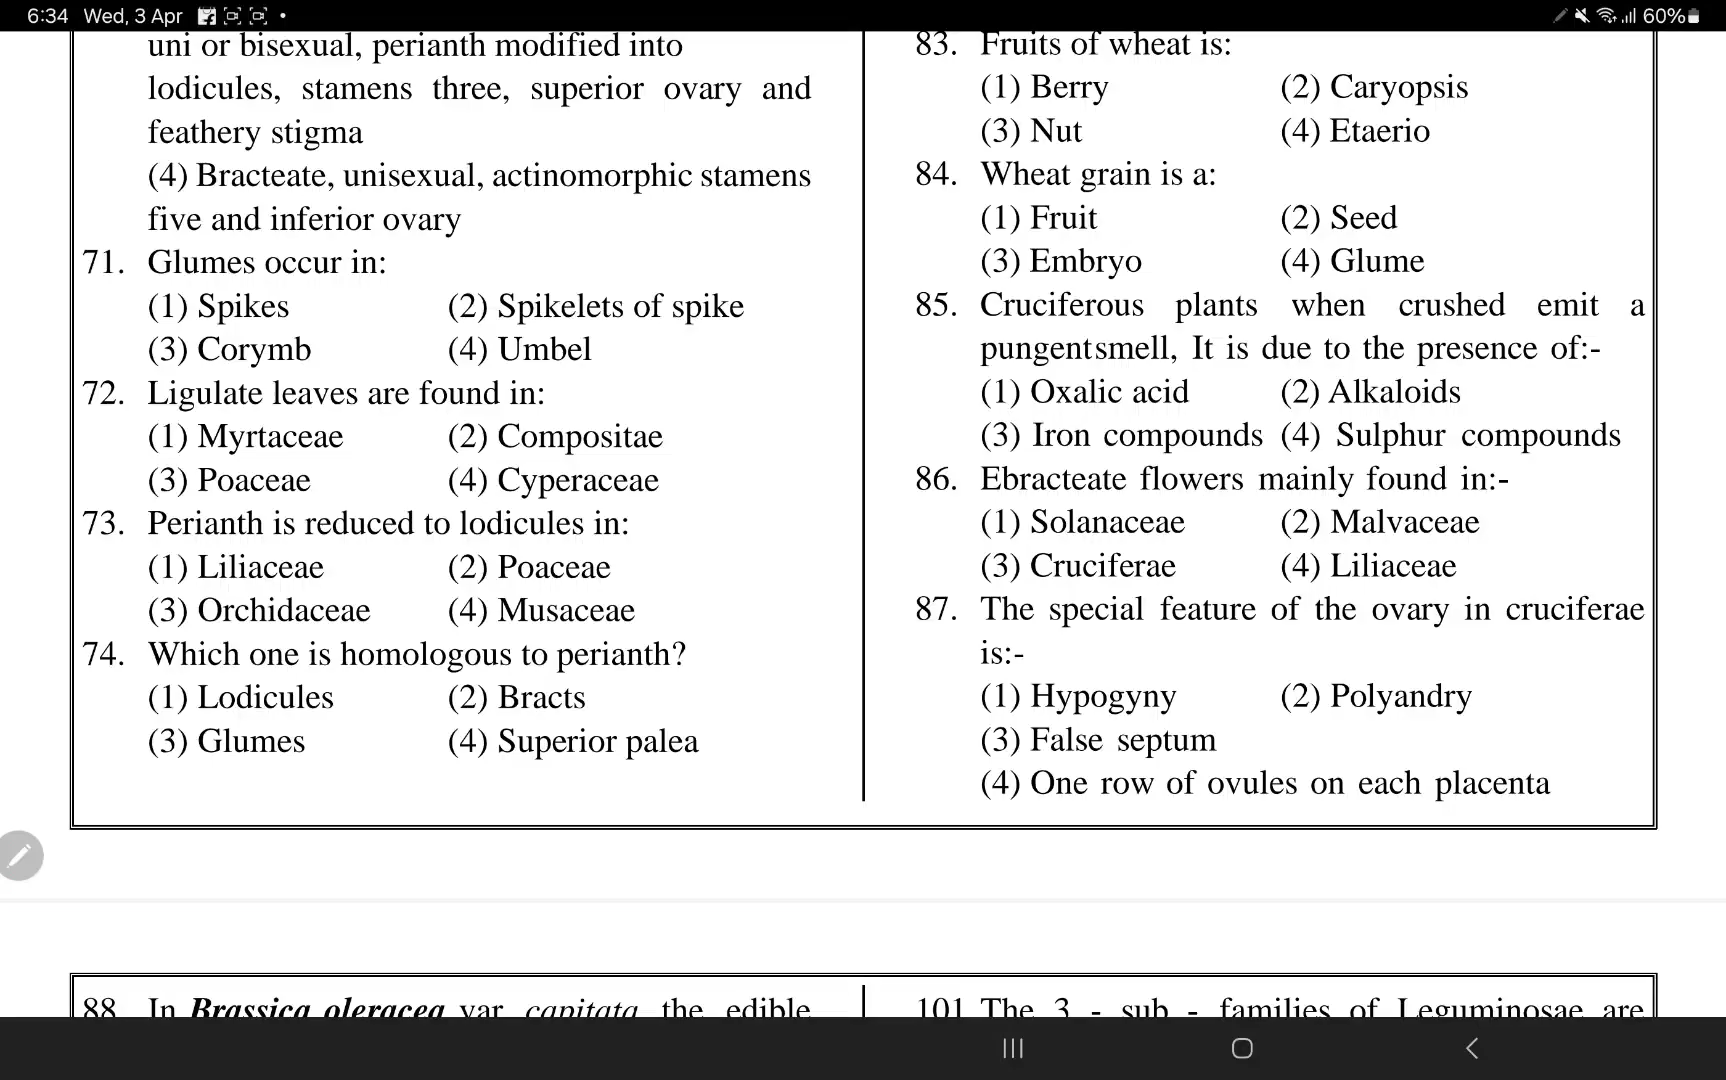 6:34 Wed, 3 Apr
60%
uni or bisexual, perianth modified into
lodicules, stamens three, superior ovary and
feathery stigma
(4) Bracteate, unisexual, actinomorphic stamens
five and inferior ovary
71. Glumes occur in:
(1) Spikes (2) Spikelets of spike
(3) Corymb (4) Umbel
72. Ligulate leaves are found in:
(1) Myrtaceae (2) Compositae
(3) Poaceae (4) Cyperaceae
73. Perianth is reduced to lodicules in:
(1) Liliaceae (2) Poaceae
(3) Orchidaceae (4) Musaceae
74. Which one is homologous to perianth?
(1) Lodicules (2) Bracts
(3) Glumes (4) Superior palea
83. Fruits of wheat is:
(1) Berry (2) Caryopsis
(3) Nut (4) Etaerio
84. Wheat grain is a:
(1) Fruit (2) Seed
(3) Embryo (4) Glume
85. Cruciferous plants when crushed emit a
pungentsmell, It is due to the presence of:-
(1) Oxalic acid (2) Alkaloids
(3) Iron compounds (4) Sulphur compounds
86. Ebracteate flowers mainly found in:-
(1) Solanaceae (2) Malvaceae
(3) Cruciferae (4) Liliaceae
87. The special feature of the ovary in cruciferae
is:-
(1) Hypogyny (2) Polyandry
(3) False septum
(4) One row of ovules on each placenta
88. In Brassica oleracea var. capitata the edible
101 The 3 - sub - families of Leguminosae are